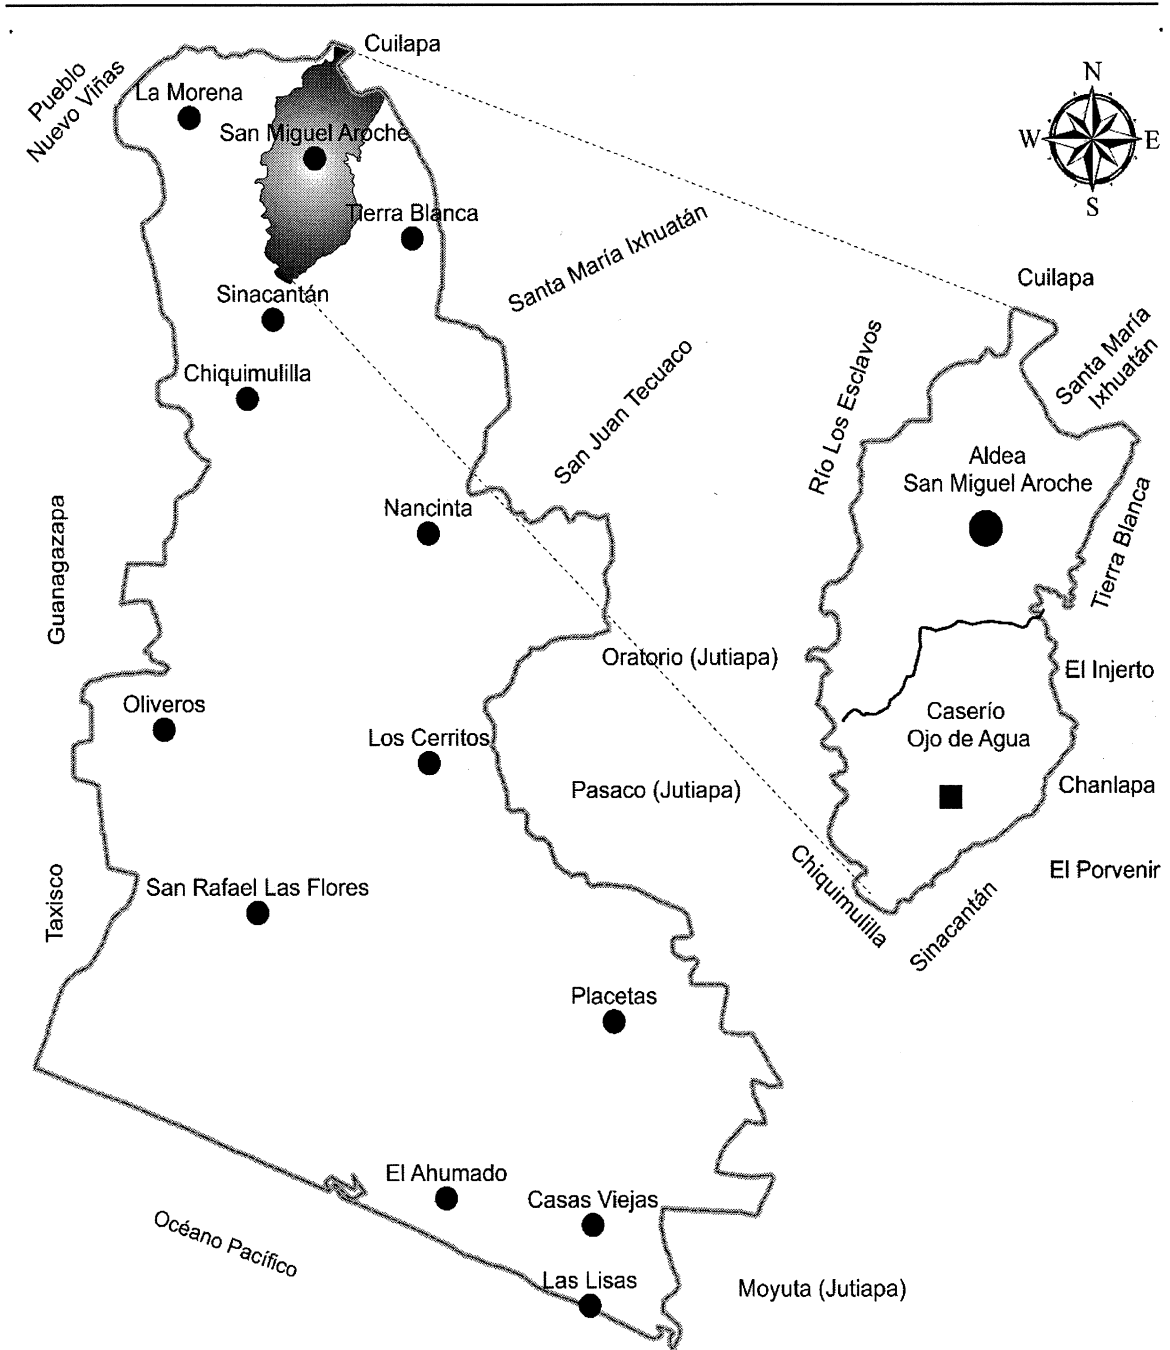 Cuilapa
Pueblo
Nuevo Viñas
La Morena
San Miguel Aroche
Tierra Blanca
Sinacantán
Chiquimulilla
Santa María Ixhuatán
San Juan Tecuaco
Nancinta
Guanagazapa
Oratorio (Jutiapa)
Oliveros
Los Cerritos
Pasaco (Jutiapa)
Taxisco
San Rafael Las Flores
Placetas
El Ahumado
Casas Viejas
Océano Pacífico
Las Lisas
Moyuta (Jutiapa)
N
W
E
S
Cuilapa
Santa María
Ixhuatán
Río Los Esclavos
Aldea
San Miguel Aroche
Tierra Blanca
El Injerto
Caserío
Ojo de Agua
Chanlapa
El Porvenir
Chiquimulilla
Sinacantán